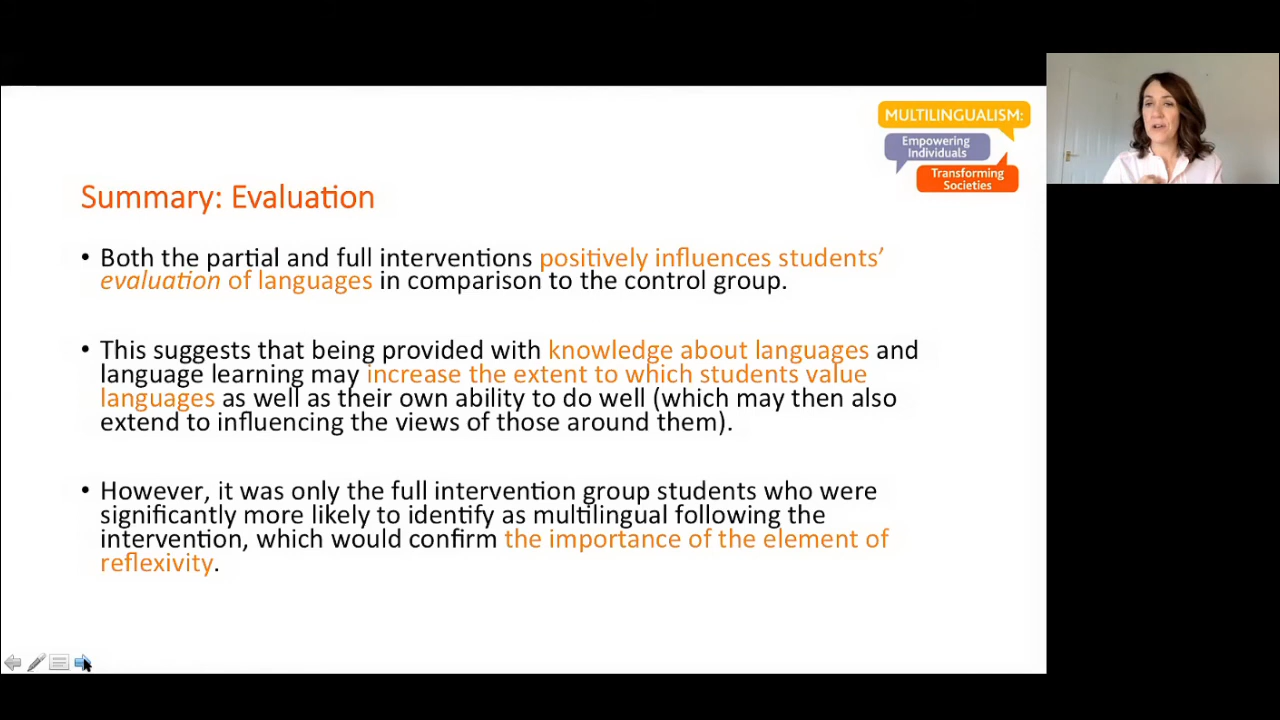 MULTILINGUALISM:
Empowering
Individuals
Transforming
Societies
Summary: Evaluation
• Both the partial and full interventions positively influences students’
evaluation of languages in comparison to the control group.
• This suggests that being provided with knowledge about languages and
language learning may increase the extent to which students value
languages as well as their own ability to do well (which may then also
extend to influencing the views of those around them).
• However, it was only the full intervention group students who were
significantly more likely to identify as multilingual following the
intervention, which would confirm the importance of the element of
reflexivity.